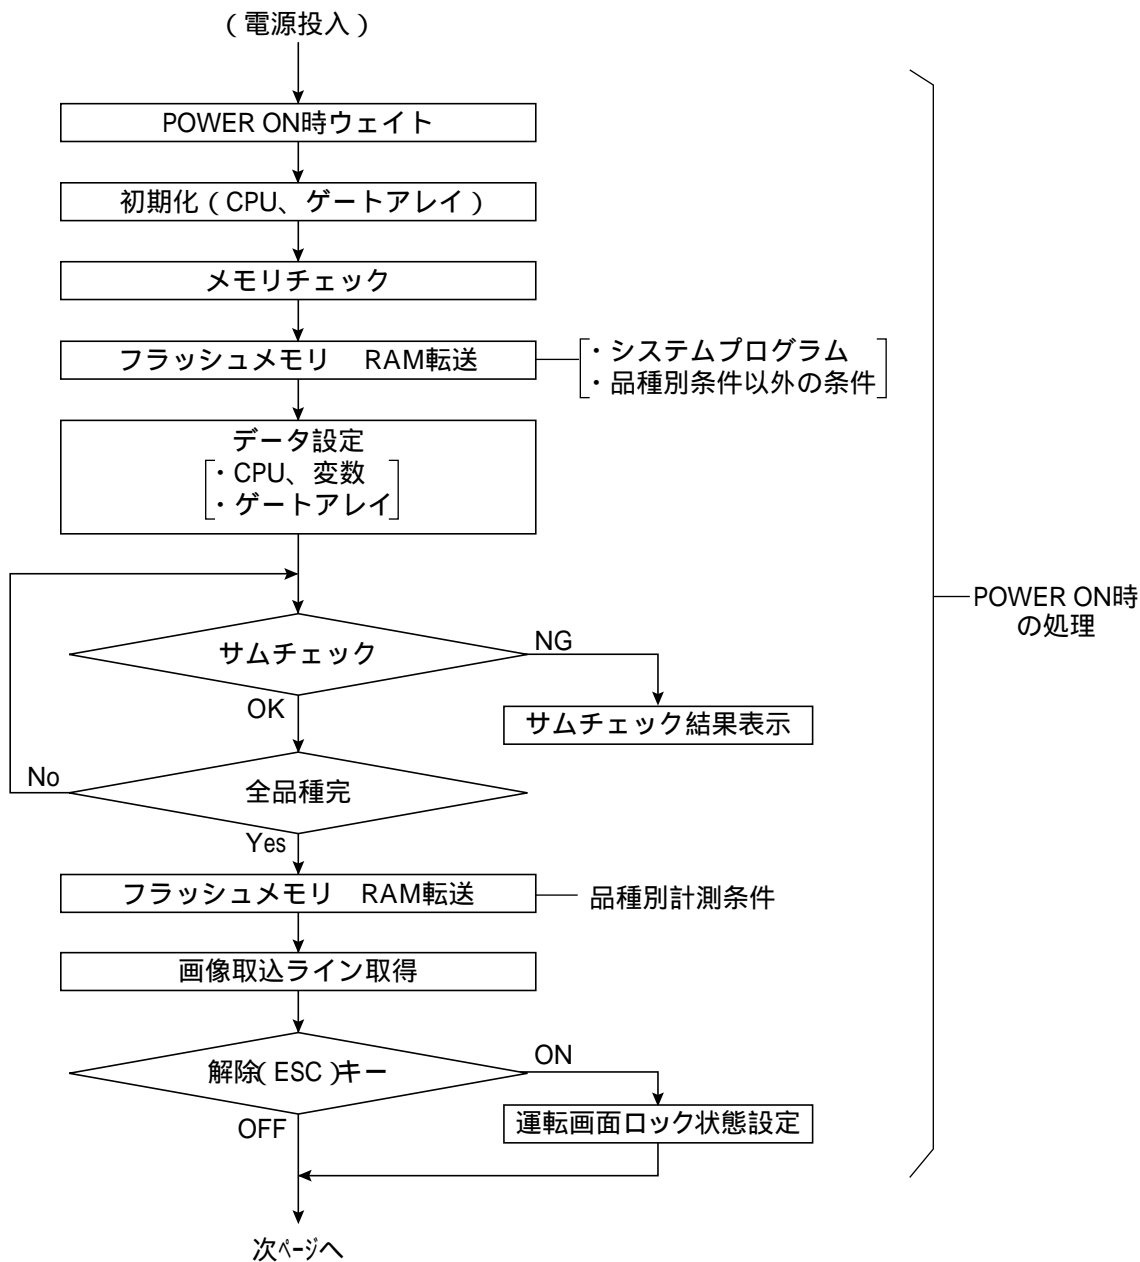 （電源投入）
POWER ON時ウェイト
初期化（CPU、ゲートアレイ）
メモリチェック
フラッシュメモリ　RAM転送
・システムプログラム
・品種別条件以外の条件
データ設定
・CPU、変数
・ゲートアレイ
POWER ON時
の処理
サムチェック
NG
OK
サムチェック結果表示
No
全品種完
Yes
フラッシュメモリ　RAM転送
品種別計測条件
画像取込ライン取得
解除(ESC)キー
ON
OFF
運転画面ロック状態設定
次ページへ